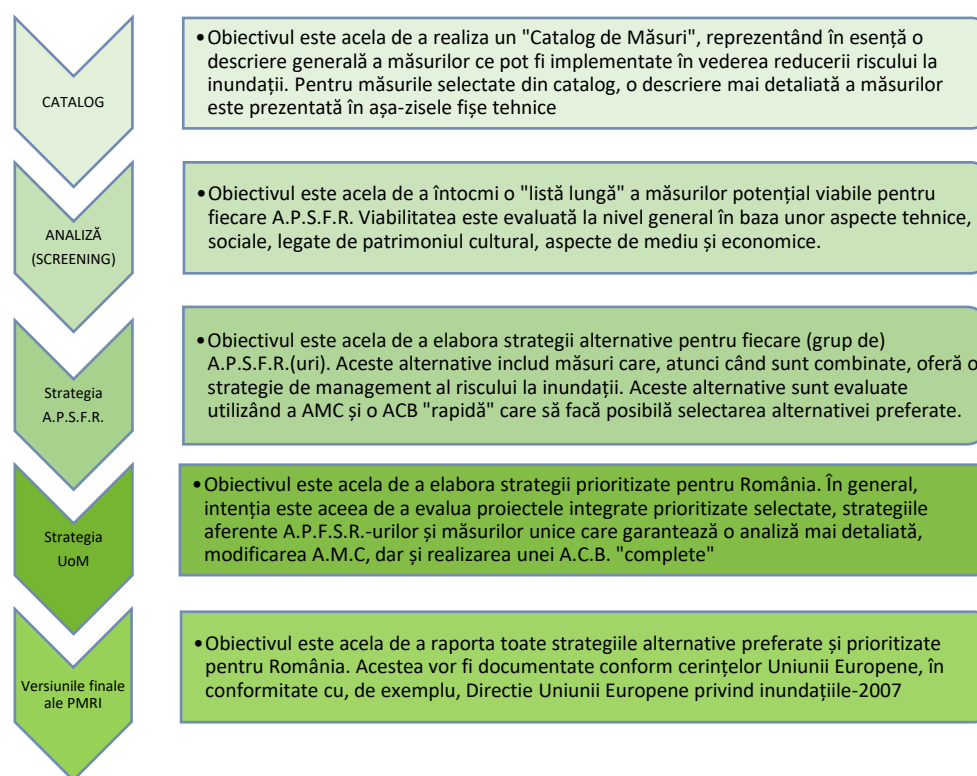 CATALOG
•Obiectivul este acela de a realiza un "Catalog de Măsuri", reprezentând în esență o
descriere generală a măsurilor ce pot fi implementate în vederea reducerii riscului la
inundații. Pentru măsurile selectate din catalog, o descriere mai detaliată a măsurilor
este prezentată în așa-zisele fișe tehnice
ANALIZĂ
(SCREENING)
•Obiectivul este acela de a întocmi o "listă lungă" a măsurilor potențial viabile pentru
fiecare A.P.S.F.R. Viabilitatea este evaluată la nivel general în baza unor aspecte tehnice,
sociale, legate de patrimoniul cultural, aspecte de mediu și economice.
Strategia
A.P.S.F.R.
•Obiectivul este acela de a elabora strategii alternative pentru fiecare (grup de)
A.P.S.F.R.(uri). Aceste alternative includ măsuri care, atunci când sunt combinate, oferă o
strategie de management al riscului la inundații. Aceste alternative sunt evaluate
utilizând a AMC și o ACB "rapidă" care să facă posibilă selectarea alternativei preferate.
Strategia
UoM
•Obiectivul este acela de a elabora strategii prioritizate pentru România. În general,
intenția este aceea de a evalua proiectele integrate prioritizate selectate, strategiile
aferente A.P.F.S.R.-urilor și măsurilor unice care garantează o analiză mai detaliată,
modificarea A.M.C, dar și realizarea unei A.C.B. "complete"
Versiunile finale
ale PMRI
•Obiectivul este acela de a raporta toate strategiile alternative preferate și prioritizate
pentru România. Acestea vor fi documentate conform cerințelor Uniunii Europene, în
conformitate cu, de exemplu, Directie Uniunii Europene privind inundațiile-2007